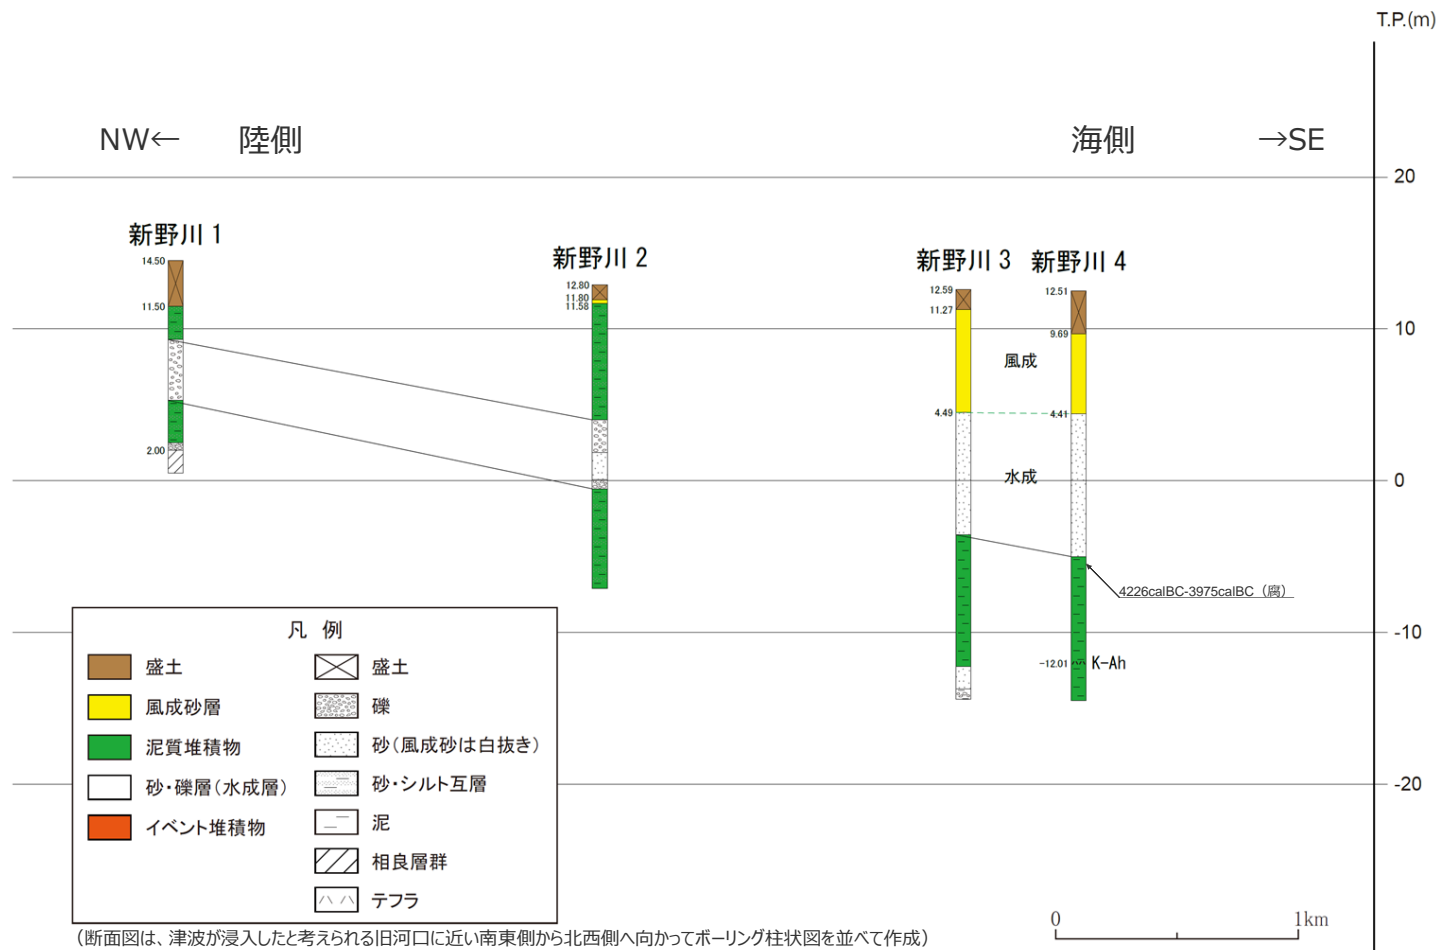 T.P.(m)
NW← 陸側 海側 →SE
20
新野川 1
新野川 2
新野川 3 新野川 4
14.50
11.50
2.00
12.80
11.80
11.58
12.59
11.27
4.49
12.51
9.69
4.41
風成
水成
10
0
4226calBC-3975calBC（腐）
-10
-12.01 K-Ah
-20
凡 例
盛土 盛土
風成砂層 礫
泥質堆積物 砂(風成砂は白抜き)
砂・礫層(水成層) 砂・シルト互層
イベント堆積物 泥
相良層群
テフラ
0 1km
（断面図は、津波が浸入したと考えられる旧河口に近い南東側から北西側へ向かってボーリング柱状図を並べて作成）